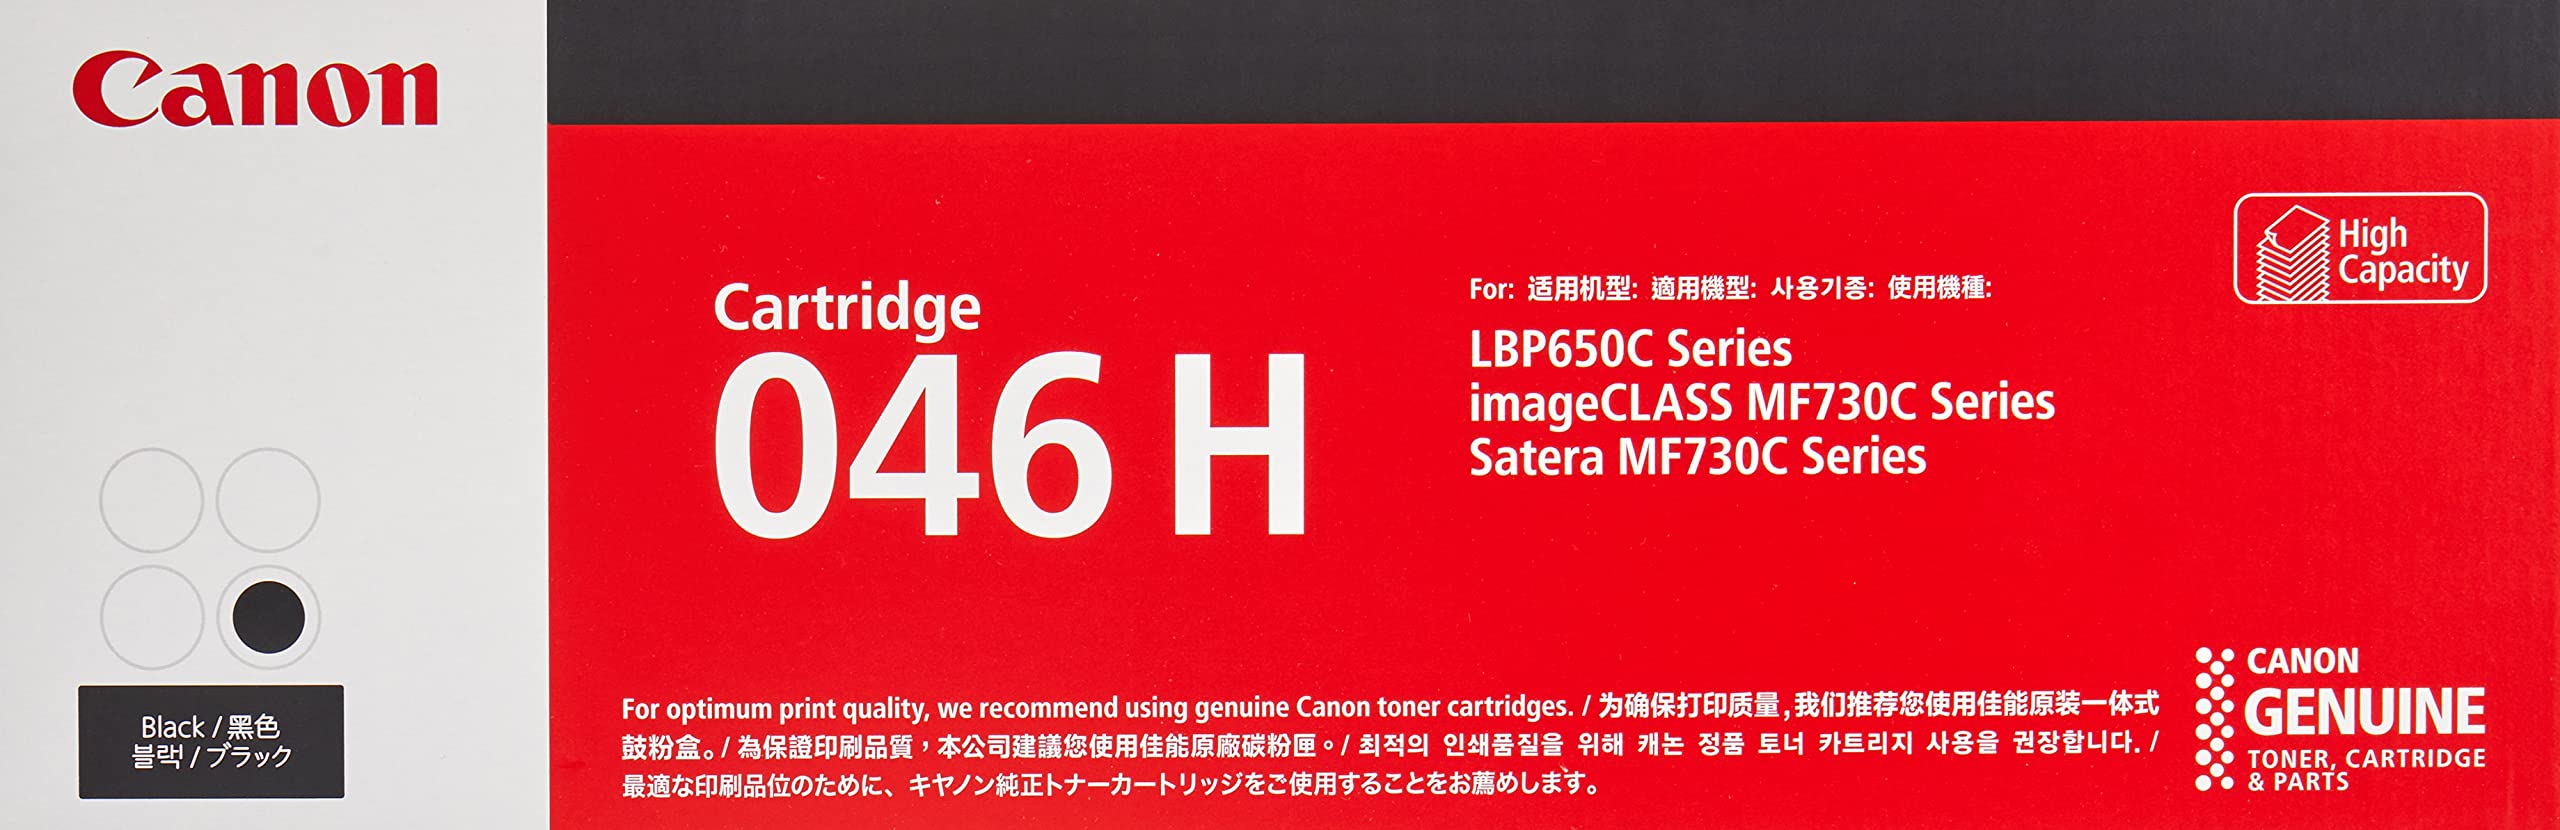 Canon
Black / 黑色
블랙 / ブラック
Cartridge
046 H
For: 适用机型: 適用機型: 사용기종: 使用機種:
LBP650C Series
imageCLASS MF730C Series
Satera MF730C Series
High
Capacity
For optimum print quality, we recommend using genuine Canon toner cartridges. / 为确保打印质量,我们推荐您使用佳能原装一体式
鼓粉盒。/ 為保證印刷品質，本公司建議您使用佳能原廠碳粉匣。/ 최적의 인쇄품질을 위해 캐논 정품 토너 카트리지 사용을 권장합니다. /
最適な印刷品位のために、キヤノン純正トナーカートリッジをご使用することをお薦めします。
CANON
GENUINE
TONER, CARTRIDGE
& PARTS